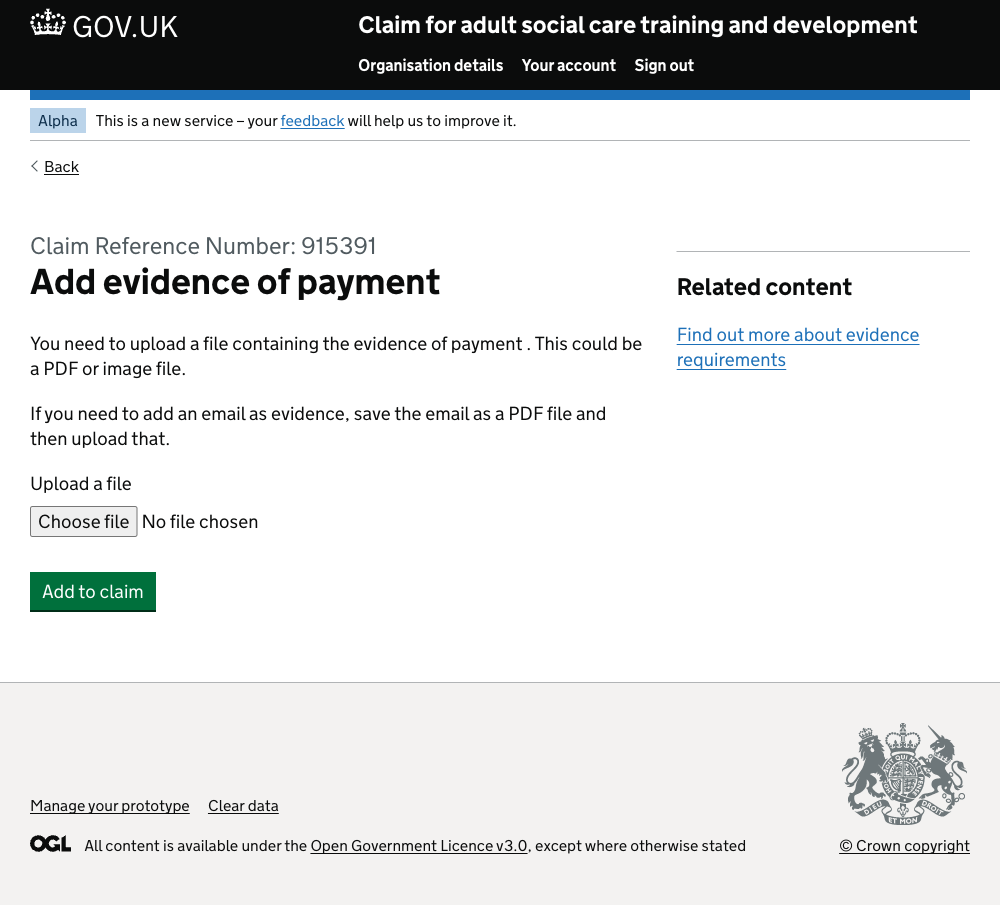 GOV.UK
Claim for adult social care training and development
Organisation details Your account Sign out
Alpha This is a new service – your feedback will help us to improve it.
Back
Claim Reference Number: 915391
Add evidence of payment
You need to upload a file containing the evidence of payment . This could be
a PDF or image file.
If you need to add an email as evidence, save the email as a PDF file and
then upload that.
Upload a file
Choose file No file chosen
Add to claim
Related content
Find out more about evidence
requirements
Manage your prototype Clear data
OGL All content is available under the Open Government Licence v3.0, except where otherwise stated
DIEU ET MON DROIT
© Crown copyright